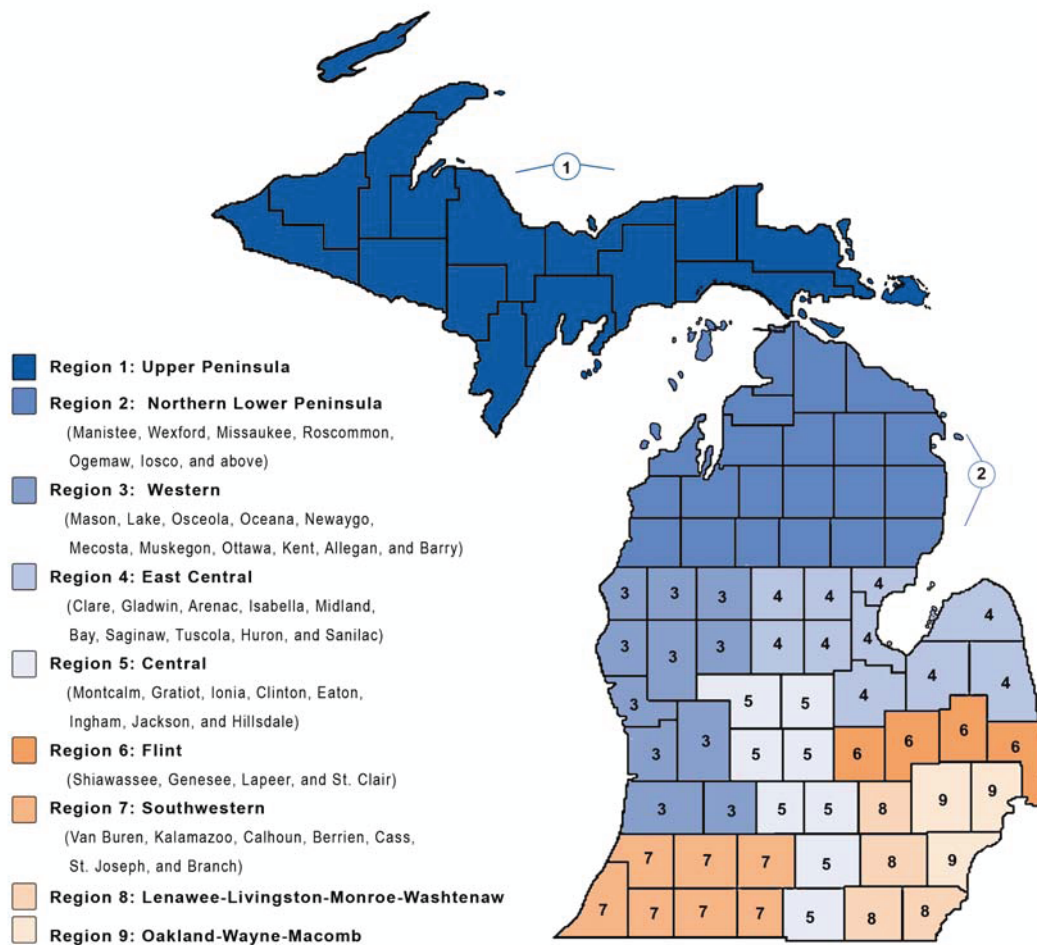 1
Region 1: Upper Peninsula
Region 2: Northern Lower Peninsula
(Manistee, Wexford, Missaukee, Roscommon,
Ogemaw, Iosco, and above)
2
Region 3: Western
(Mason, Lake, Osceola, Oceana, Newaygo,
Mecosta, Muskegon, Ottawa, Kent, Allegan, and Barry)
Region 4: East Central
(Clare, Gladwin, Arenac, Isabella, Midland,
Bay, Saginaw, Tuscola, Huron, and Sanilac)
Region 5: Central
(Montcalm, Gratiot, Ionia, Clinton, Eaton,
Ingham, Jackson, and Hillsdale)
Region 6: Flint
(Shiawassee, Genesee, Lapeer, and St. Clair)
Region 7: Southwestern
(Van Buren, Kalamazoo, Calhoun, Berrien, Cass,
St. Joseph, and Branch)
Region 8: Lenawee-Livingston-Monroe-Washtenaw
Region 9: Oakland-Wayne-Macomb
3 3 3 4 4 4
4
3 3 3 4 4 4
3 5 5 4 4 4
3 3 5 5 6 6 6 6
3 3 5 5 8 9 9
7 7 7 5 8 9
7 7 7 7 5 8 8